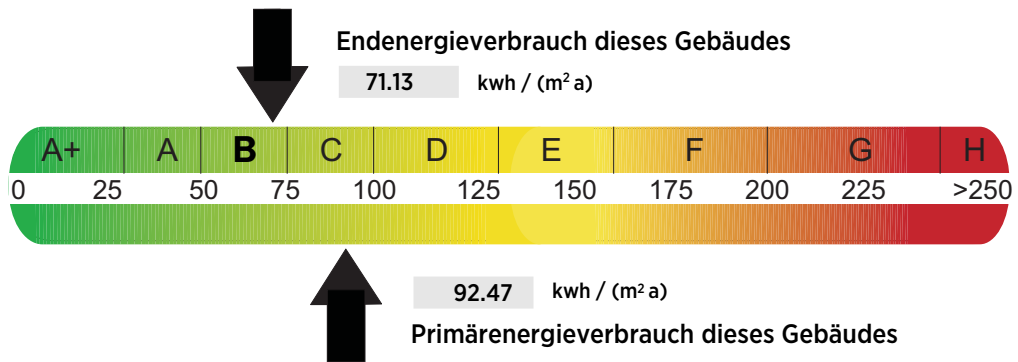 Endenergieverbrauch dieses Gebäudes
71.13 kwh / (m² a)
A+ A B C D E F G H
0 25 50 75 100 125 150 175 200 225 >250
92.47 kwh / (m² a)
Primärenergieverbrauch dieses Gebäudes